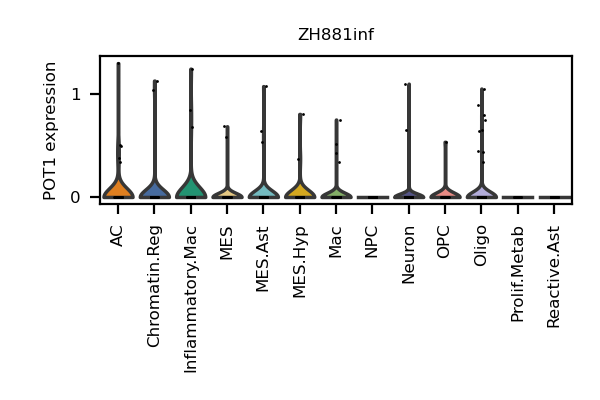 ZH881inf
POT1 expression
1
0
AC
Chromatin.Reg
Inflammatory.Mac
MES
MES.Ast
MES.Hyp
Mac
NPC
Neuron
OPC
Oligo
Prolif.Metab
Reactive.Ast